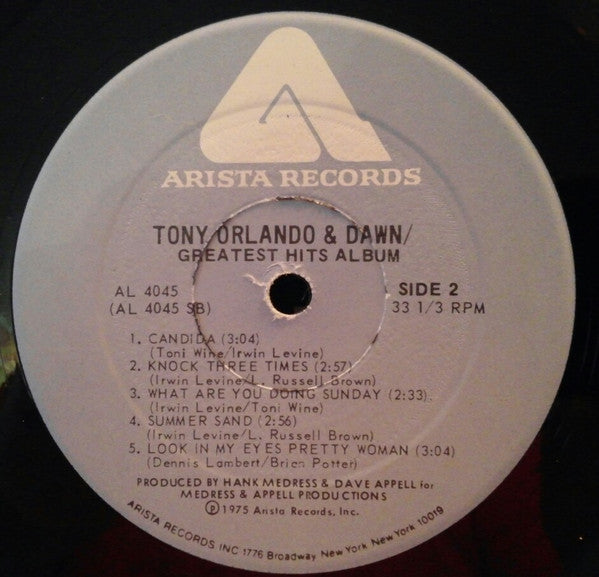 ARISTA RECORDS
TONY ORLANDO & DAWN/
GREATEST HITS ALBUM
AL 4045
(AL 4045 SB)
SIDE 2
33 1/3 RPM
1. CANDIDA (3:04)
(Toni Wine/Irwin Levine)
2. KNOCK THREE TIMES (2:57)
(Irwin Levine/L. Russell Brown)
3. WHAT ARE YOU DOING SUNDAY (2:33)
(Irwin Levine/Toni Wine)
4. SUMMER SAND (2:56)
(Irwin Levine/L. Russell Brown)
5. LOOK IN MY EYES PRETTY WOMAN (3:04)
(Dennis Lambert/Brian Potter)
PRODUCED BY HANK MEDRESS & DAVE APPELL for
MEDRESS & APPELL PRODUCTIONS
℗ 1975 Arista Records, Inc.
ARISTA RECORDS INC 1776 Broadway New York New York 10019